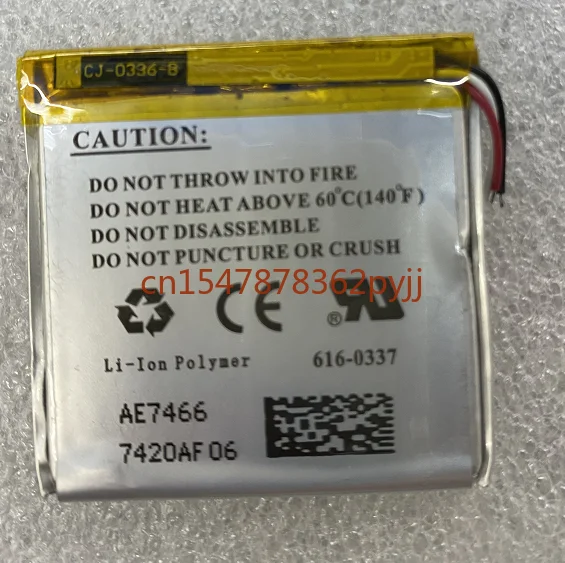 CJ-0336-B
CAUTION:
DO NOT THROW INTO FIRE
DO NOT HEAT ABOVE 60°C(140°F)
DO NOT DISASSEMBLE
DO NOT PUNCTURE OR CRUSH
cn1547878362pyjj
CE ®
Li-Ion Polymer 616-0337
AE7466
7420AF06